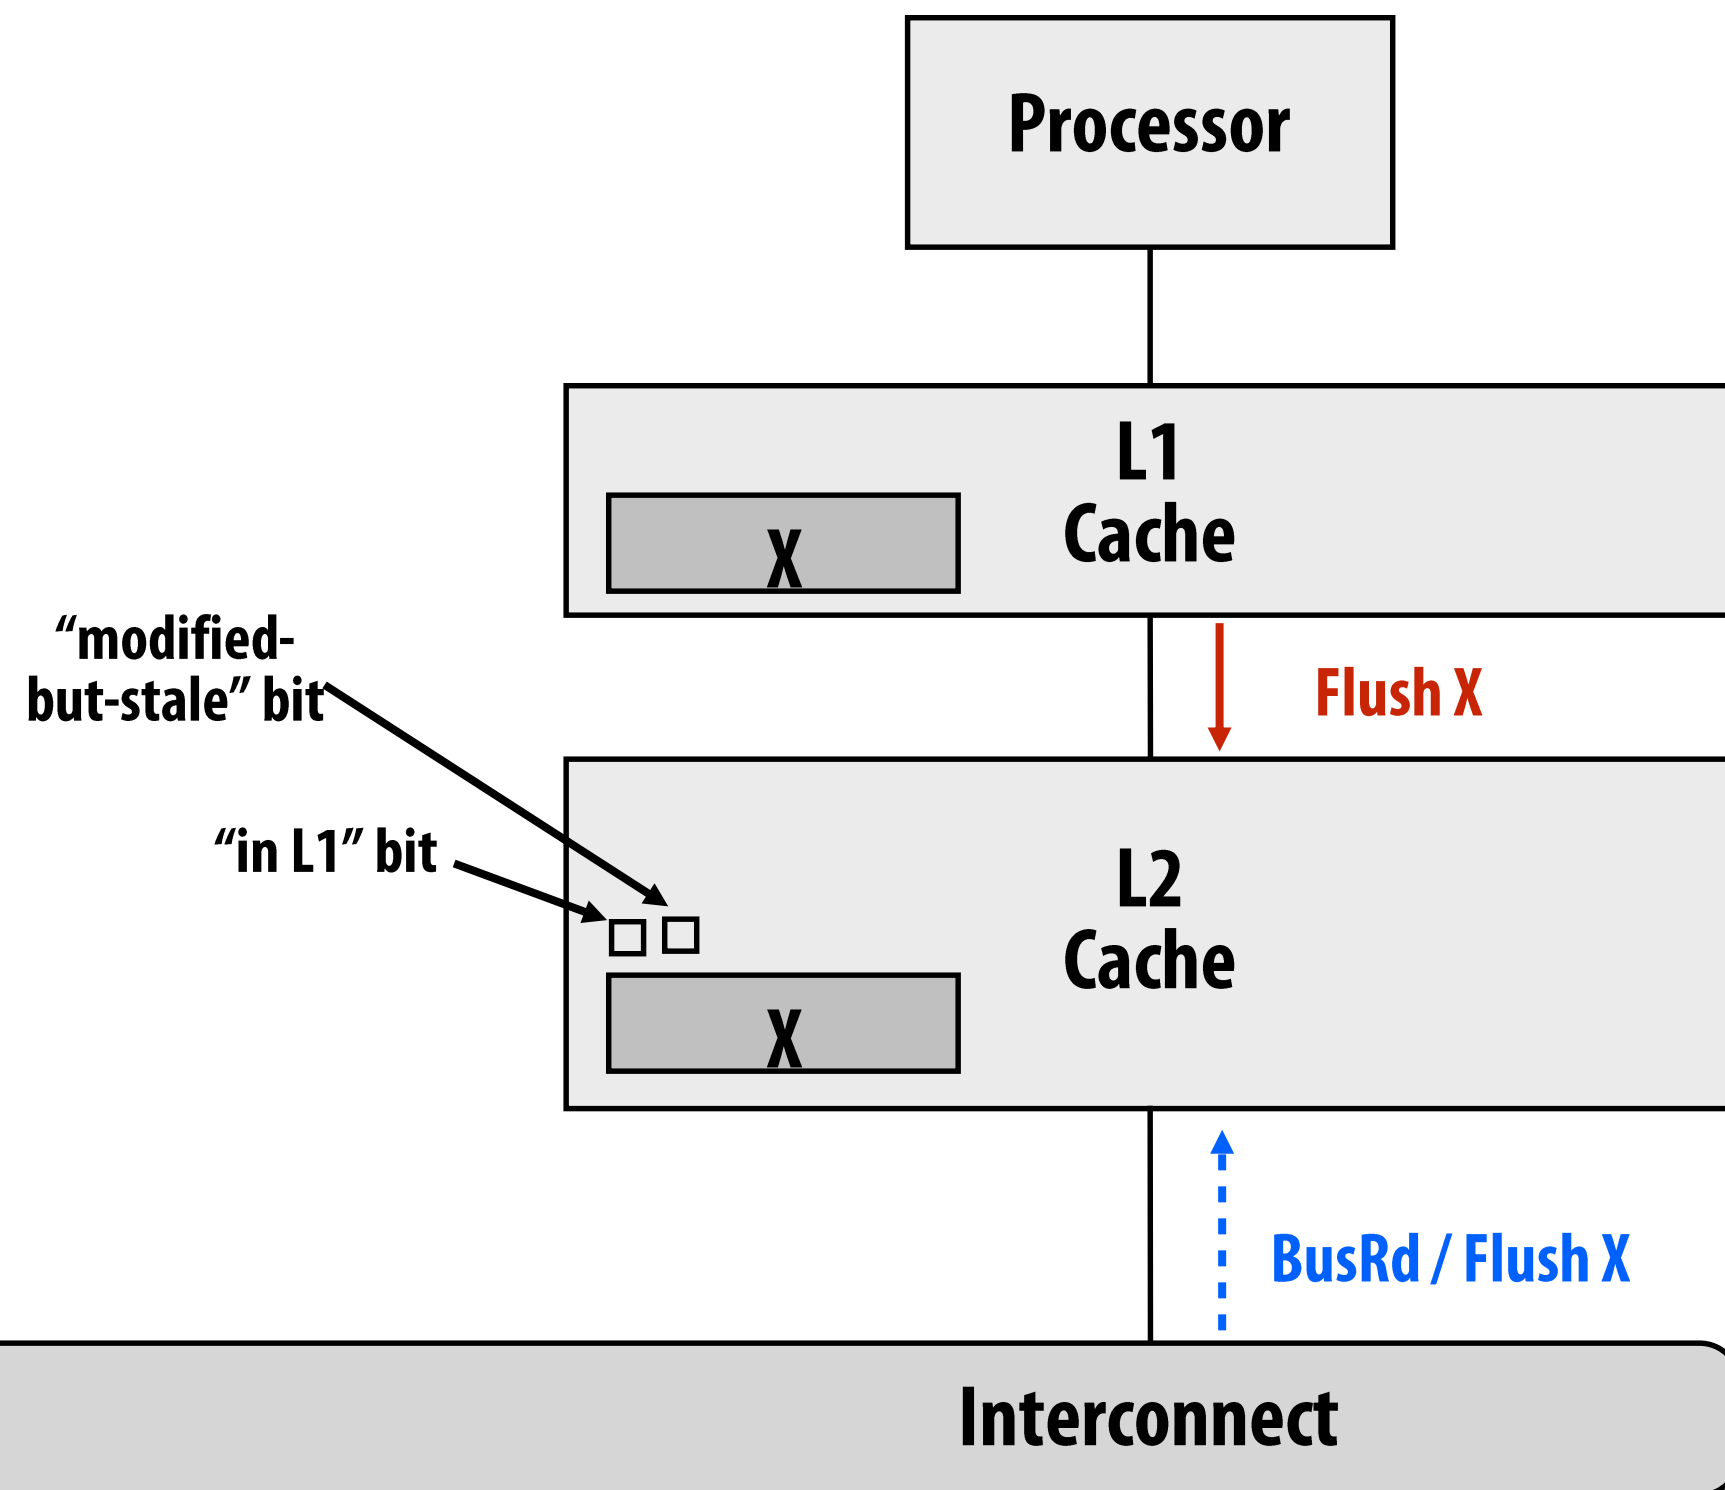 Processor
L1
Cache
X
“modified-
but-stale” bit
Flush X
“in L1” bit
L2
Cache
X
BusRd / Flush X
Interconnect